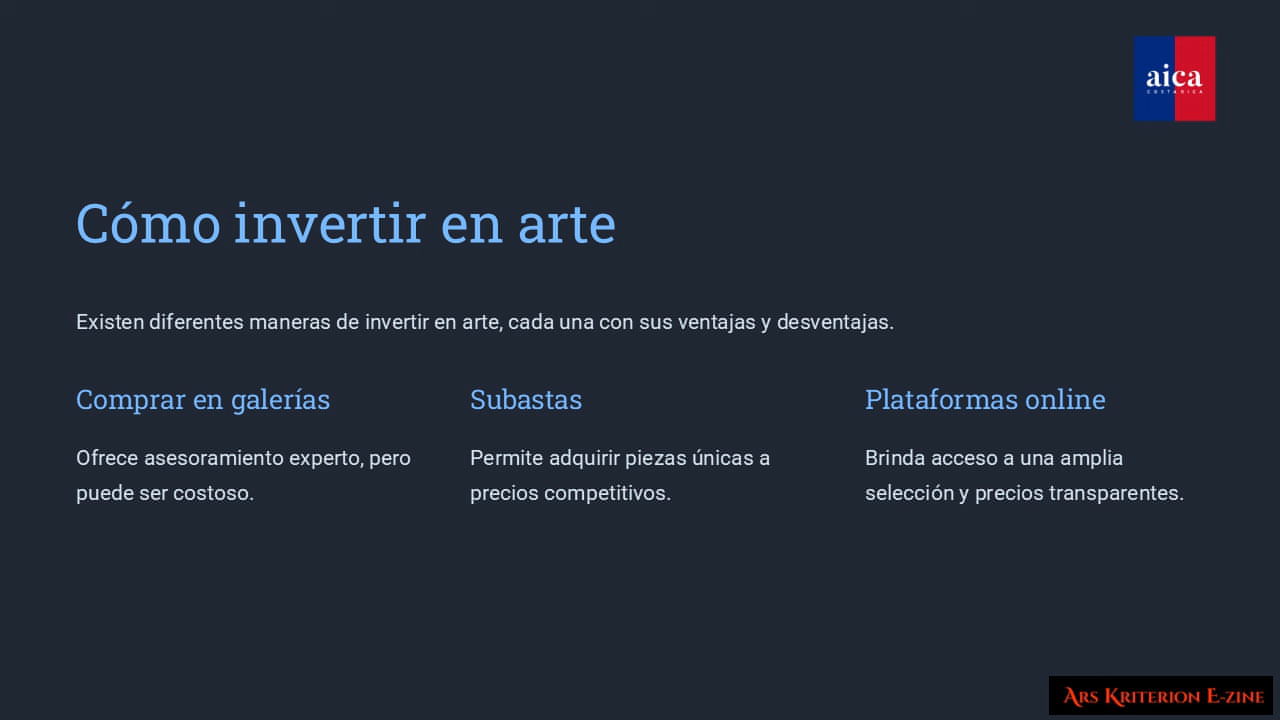 aica
COSTA RICA
Cómo invertir en arte
Existen diferentes maneras de invertir en arte, cada una con sus ventajas y desventajas.
Comprar en galerías
Ofrece asesoramiento experto, pero
puede ser costoso.
Subastas
Permite adquirir piezas únicas a
precios competitivos.
Plataformas online
Brinda acceso a una amplia
selección y precios transparentes.
Ars Kriterion E-zine